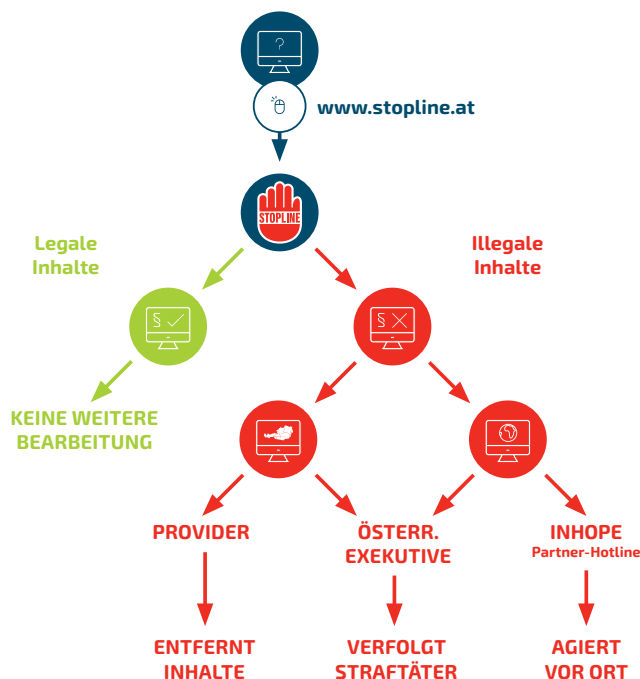 ?
www.stopline.at
STOPLINE
Legale
Inhalte
Illegale
Inhalte
§
§
KEINE WEITERE
BEARBEITUNG
PROVIDER
ÖSTERR.
EXEKUTIVE
INHOPE
Partner-Hotline
ENTFERNT
INHALTE
VERFOLGT
STRAFTÄTER
AGIERT
VOR ORT